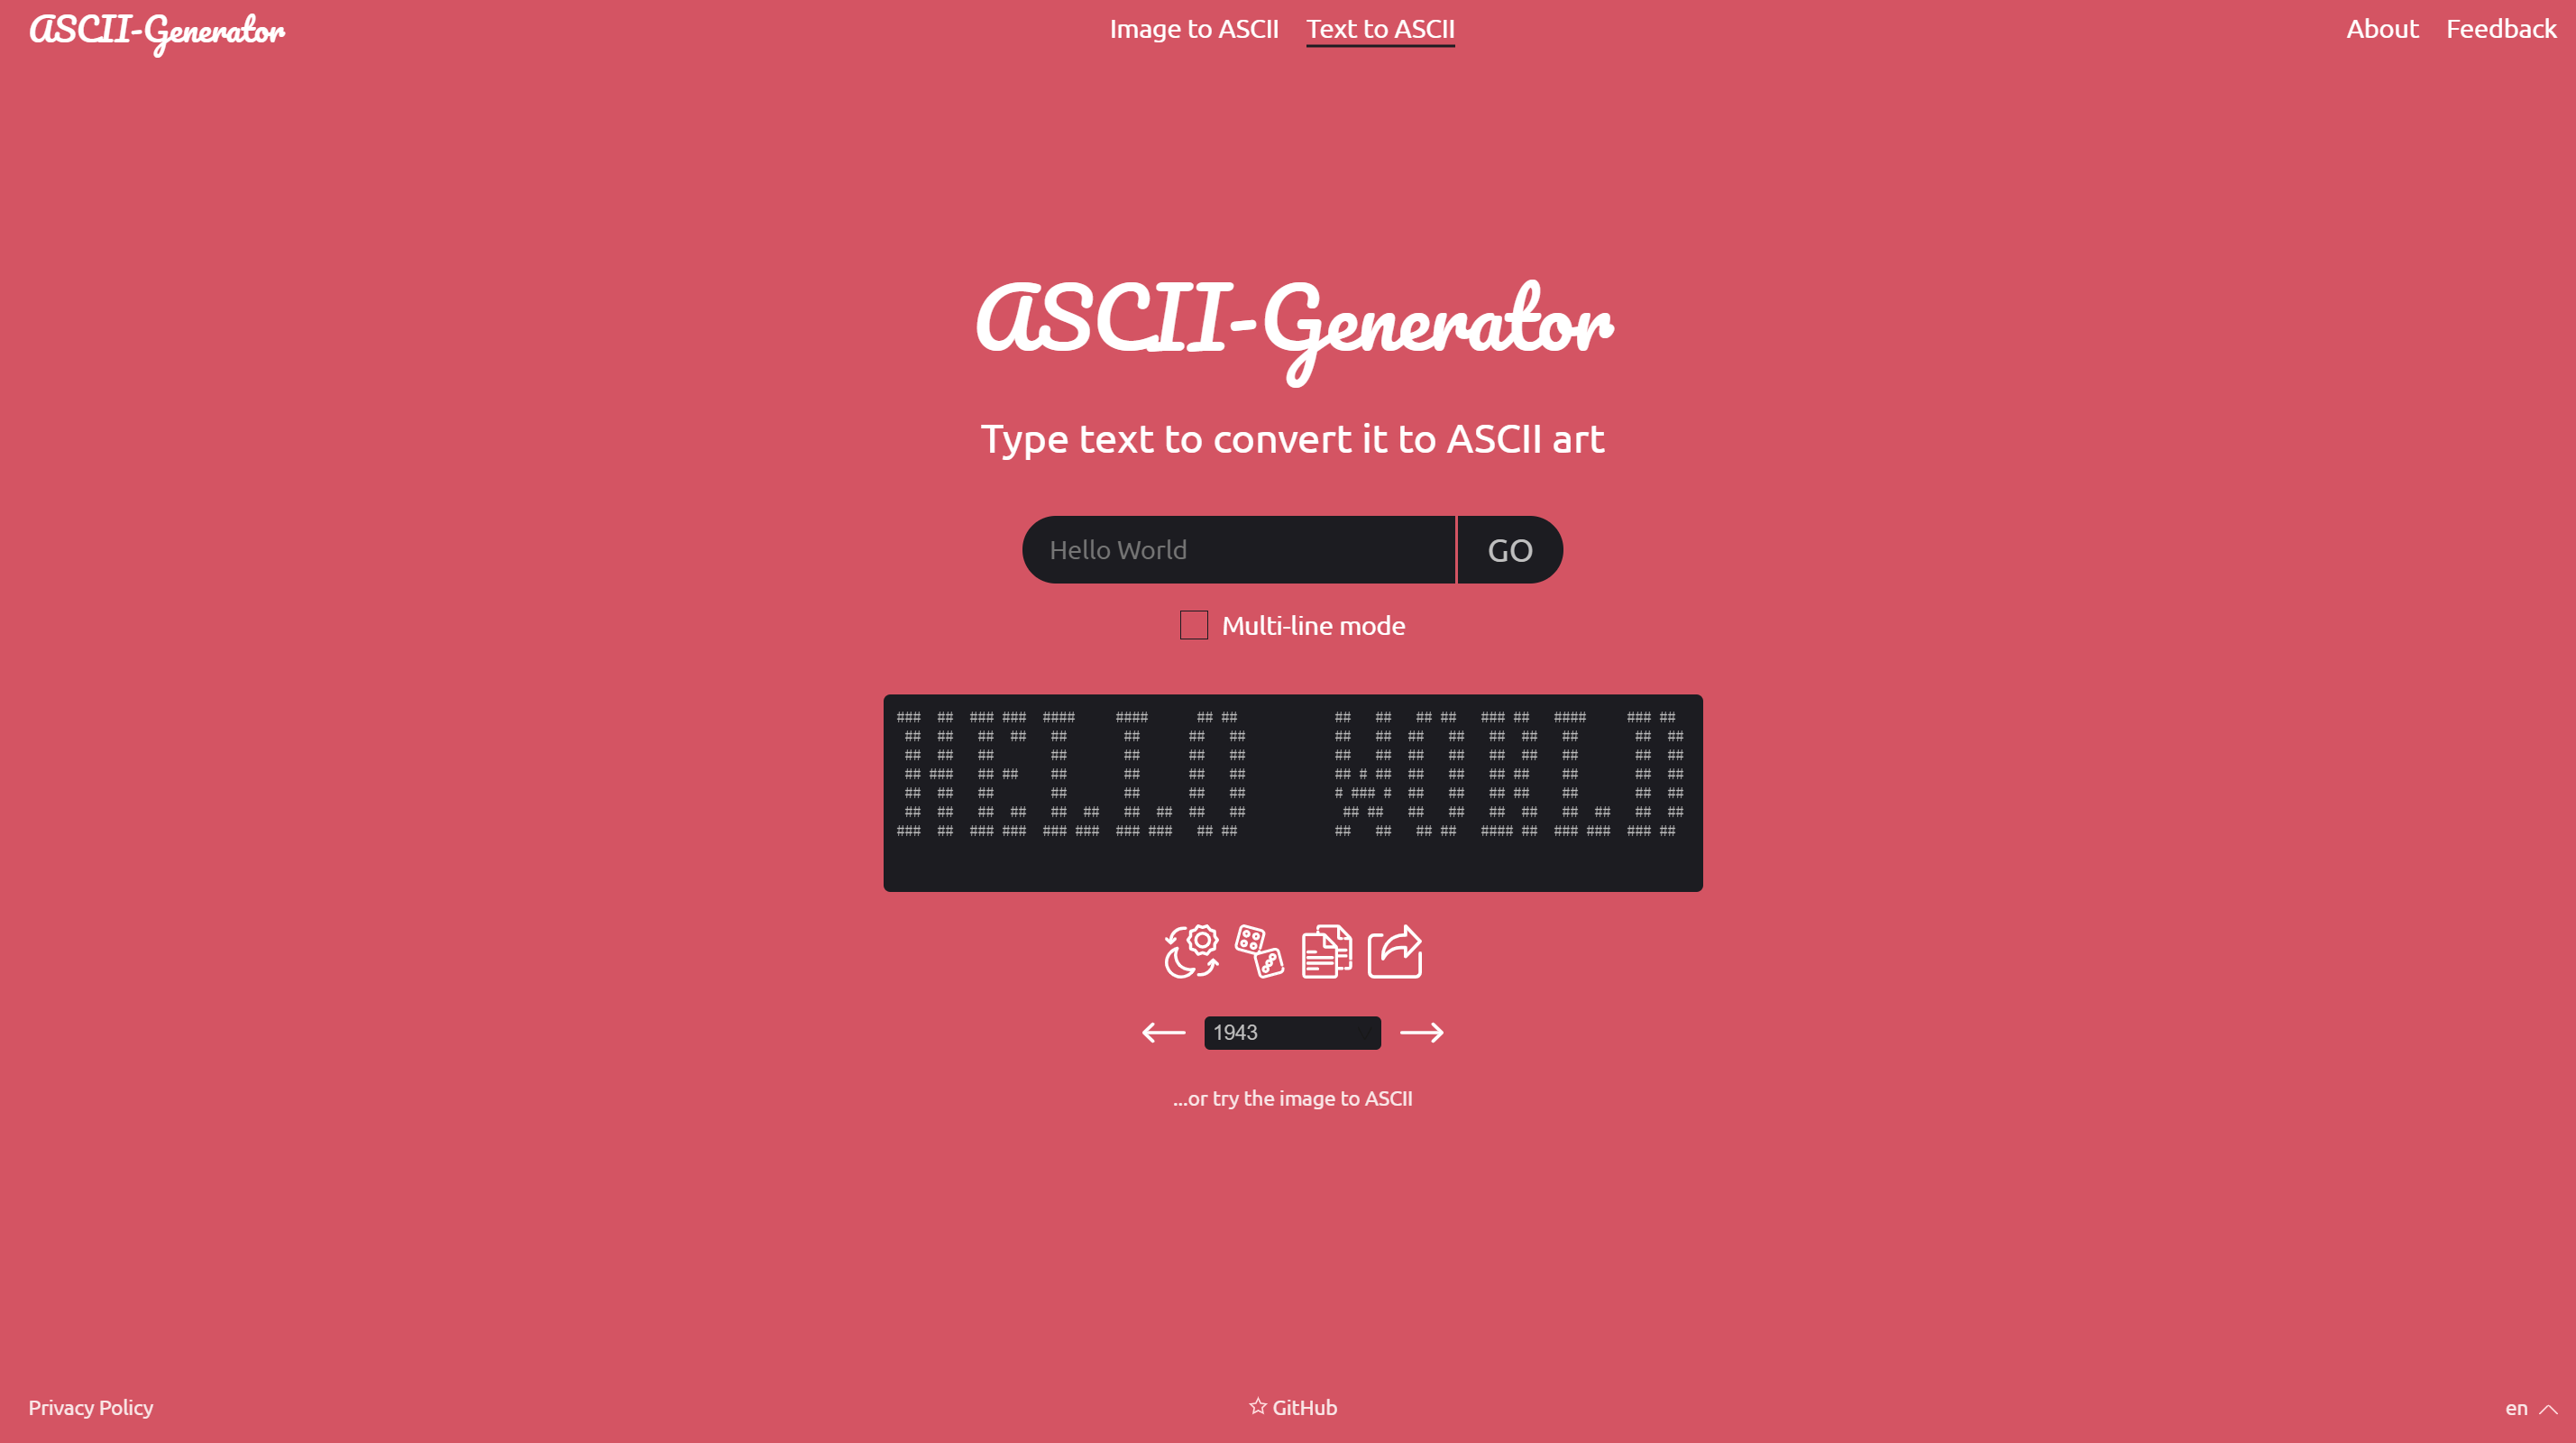 ASCII-Generator
Image to ASCII Text to ASCII
About Feedback
ASCII-Generator
Type text to convert it to ASCII art
Hello World GO
Multi-line mode
###  ##  ### ###  ####     ####      ## ##            ##   ##   ## ##   ### ##   ####     ### ##
 ##  ##   ##  ##   ##       ##      ##   ##           ##   ##  ##   ##   ##  ##   ##       ##  ##
 ##  ##   ##       ##       ##      ##   ##           ##   ##  ##   ##   ##  ##   ##       ##  ##
 ## ###   ## ##    ##       ##      ##   ##           ## # ##  ##   ##   ## ##    ##       ##  ##
 ##  ##   ##       ##       ##      ##   ##           # ### #  ##   ##   ## ##    ##       ##  ##
 ##  ##   ##  ##   ##  ##   ##  ##  ##   ##            ## ##   ##   ##   ##  ##   ##  ##   ##  ##
###  ##  ### ###  ### ###  ### ###   ## ##            ##   ##   ## ##   #### ##  ### ###  ### ##
1943
...or try the image to ASCII
Privacy Policy
GitHub
en